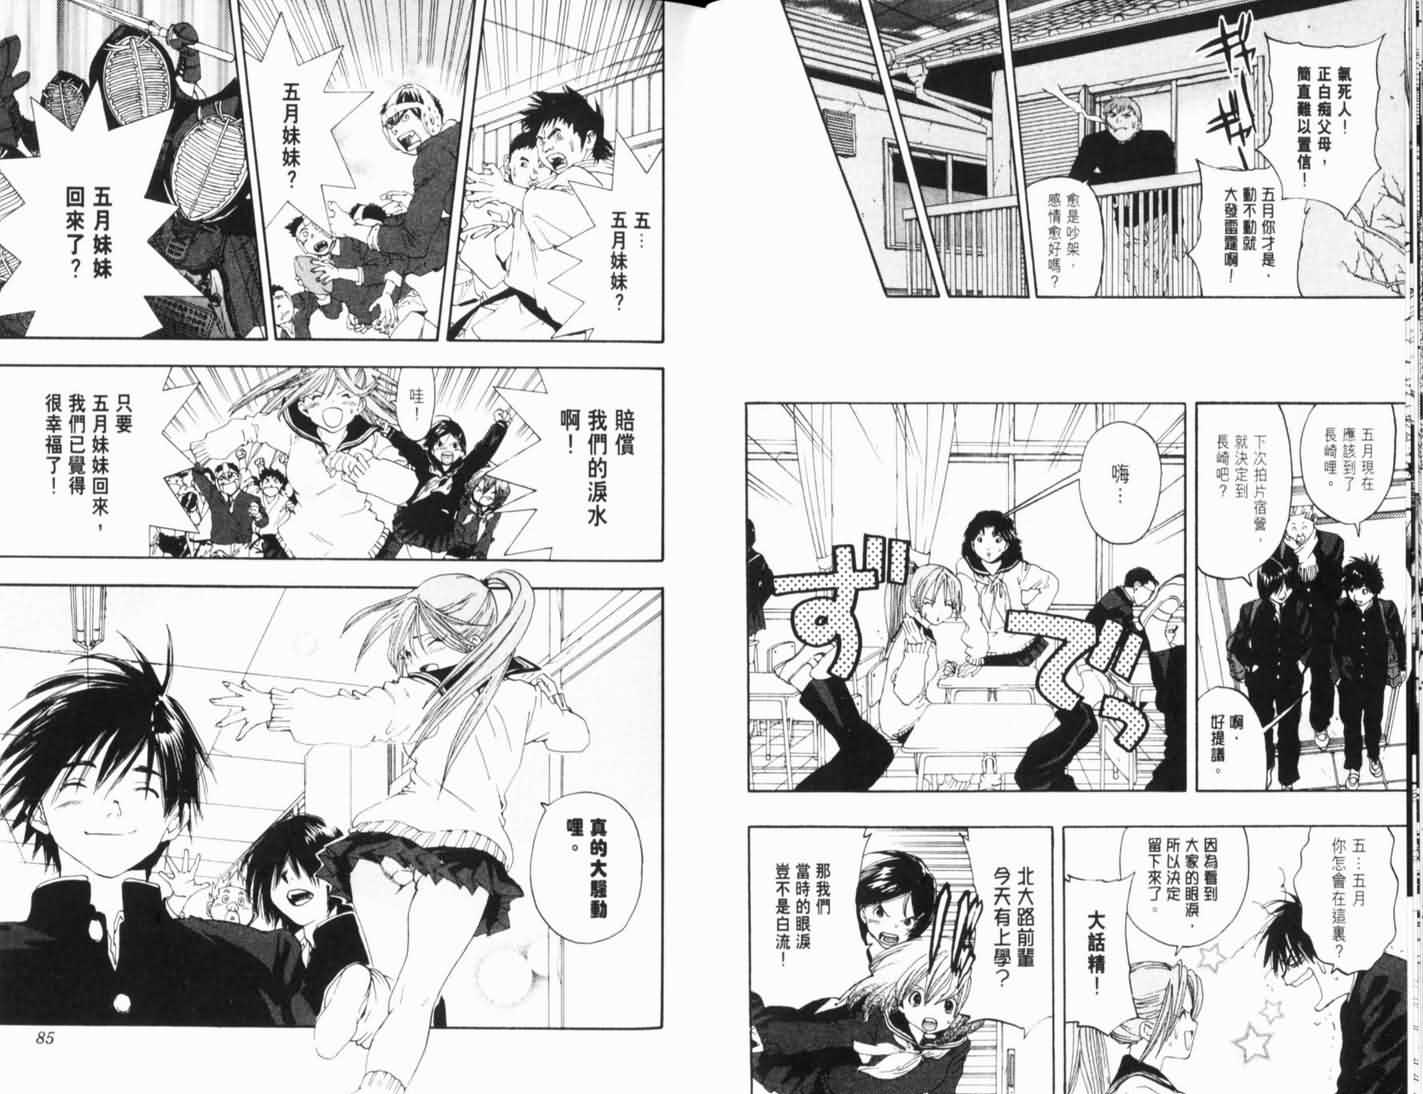 氣死人！
正白痴父母，
簡直難以置信！
五月你才是，
動不動就
大發雷霆啊！
愈是吵架，
感情愈好嗎？
五月現在
應該到了
長崎哩。
下次拍片宿營，
就決定到
長崎吧？
啊，
好提議。
嗨…
ずずっ
五…五月
你怎會在這裏？
因為看到
大家的眼淚，
所以決定
留下來了。
大話精！
北大路前輩
今天有上學？
那我們
當時的眼淚
豈不是白流！
五…
五月妹妹？
五月妹妹？
五月妹妹
回來了？
賠償
我們的淚水
啊！
哇！
只要
五月妹妹回來，
我們已覺得
很幸福了！
真的大騷動
哩。
85